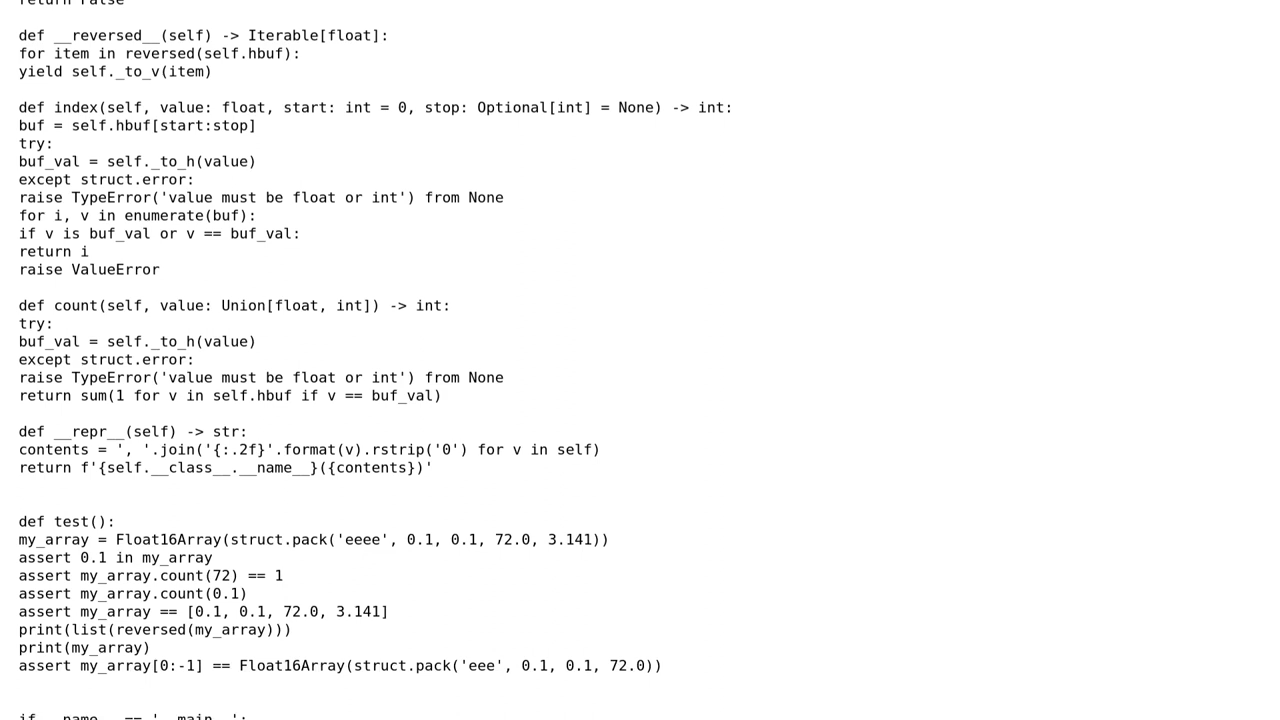 return False
def __reversed__(self) -> Iterable[float]:
for item in reversed(self.hbuf):
yield self._to_v(item)
def index(self, value: float, start: int = 0, stop: Optional[int] = None) -> int:
buf = self.hbuf[start:stop]
try:
buf_val = self._to_h(value)
except struct.error:
raise TypeError('value must be float or int') from None
for i, v in enumerate(buf):
if v is buf_val or v == buf_val:
return i
raise ValueError
def count(self, value: Union[float, int]) -> int:
try:
buf_val = self._to_h(value)
except struct.error:
raise TypeError('value must be float or int') from None
return sum(1 for v in self.hbuf if v == buf_val)
def __repr__(self) -> str:
contents = ', '.join('{:.2f}'.format(v).rstrip('0') for v in self)
return f'{self.__class__.__name__}({contents})'
def test():
my_array = Float16Array(struct.pack('eeee', 0.1, 0.1, 72.0, 3.141))
assert 0.1 in my_array
assert my_array.count(72) == 1
assert my_array.count(0.1)
assert my_array == [0.1, 0.1, 72.0, 3.141]
print(list(reversed(my_array)))
print(my_array)
assert my_array[0:-1] == Float16Array(struct.pack('eee', 0.1, 0.1, 72.0))
if __name__ == '__main__':